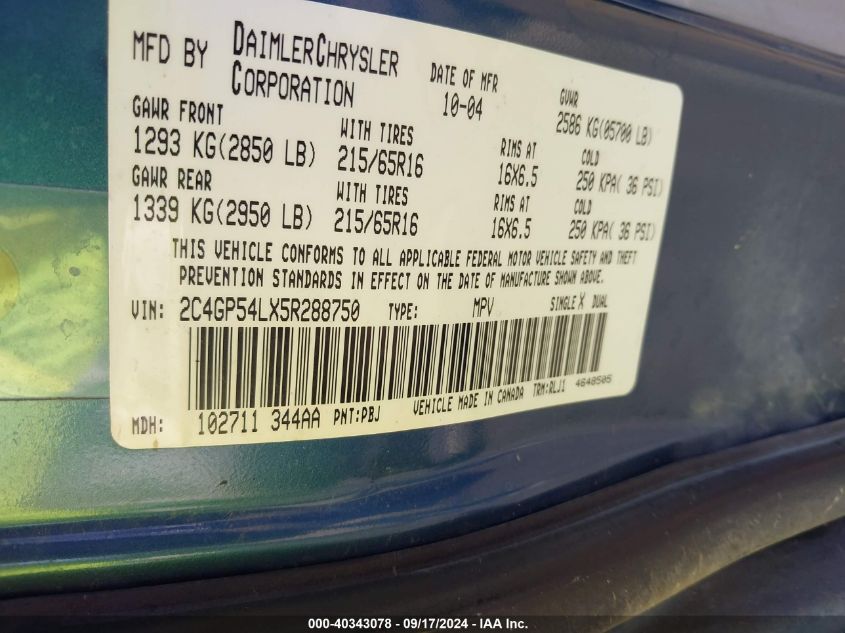 MFD BY DAIMLERCHRYSLER CORPORATION DATE OF MFR 10-04 GVWR 2586 KG(05700 LB)
GAWR FRONT WITH TIRES RIMS AT COLD
1293 KG(2850 LB) 215/65R16 16X6.5 250 KPA( 36 PSI)
GAWR REAR WITH TIRES RIMS AT COLD
1339 KG(2950 LB) 215/65R16 16X6.5 250 KPA( 36 PSI)
THIS VEHICLE CONFORMS TO ALL APPLICABLE FEDERAL MOTOR VEHICLE SAFETY AND THEFT
PREVENTION STANDARDS IN EFFECT ON THE DATE OF MANUFACTURE SHOWN ABOVE.
VIN: 2C4GP54LX5R288750 TYPE: MPV SINGLE X DUAL
MDH: 102711 344AA PNT:PBJ VEHICLE MADE IN CANADA TRM:RLJ1 4648505
000-40343078 - 09/17/2024 - IAA Inc.